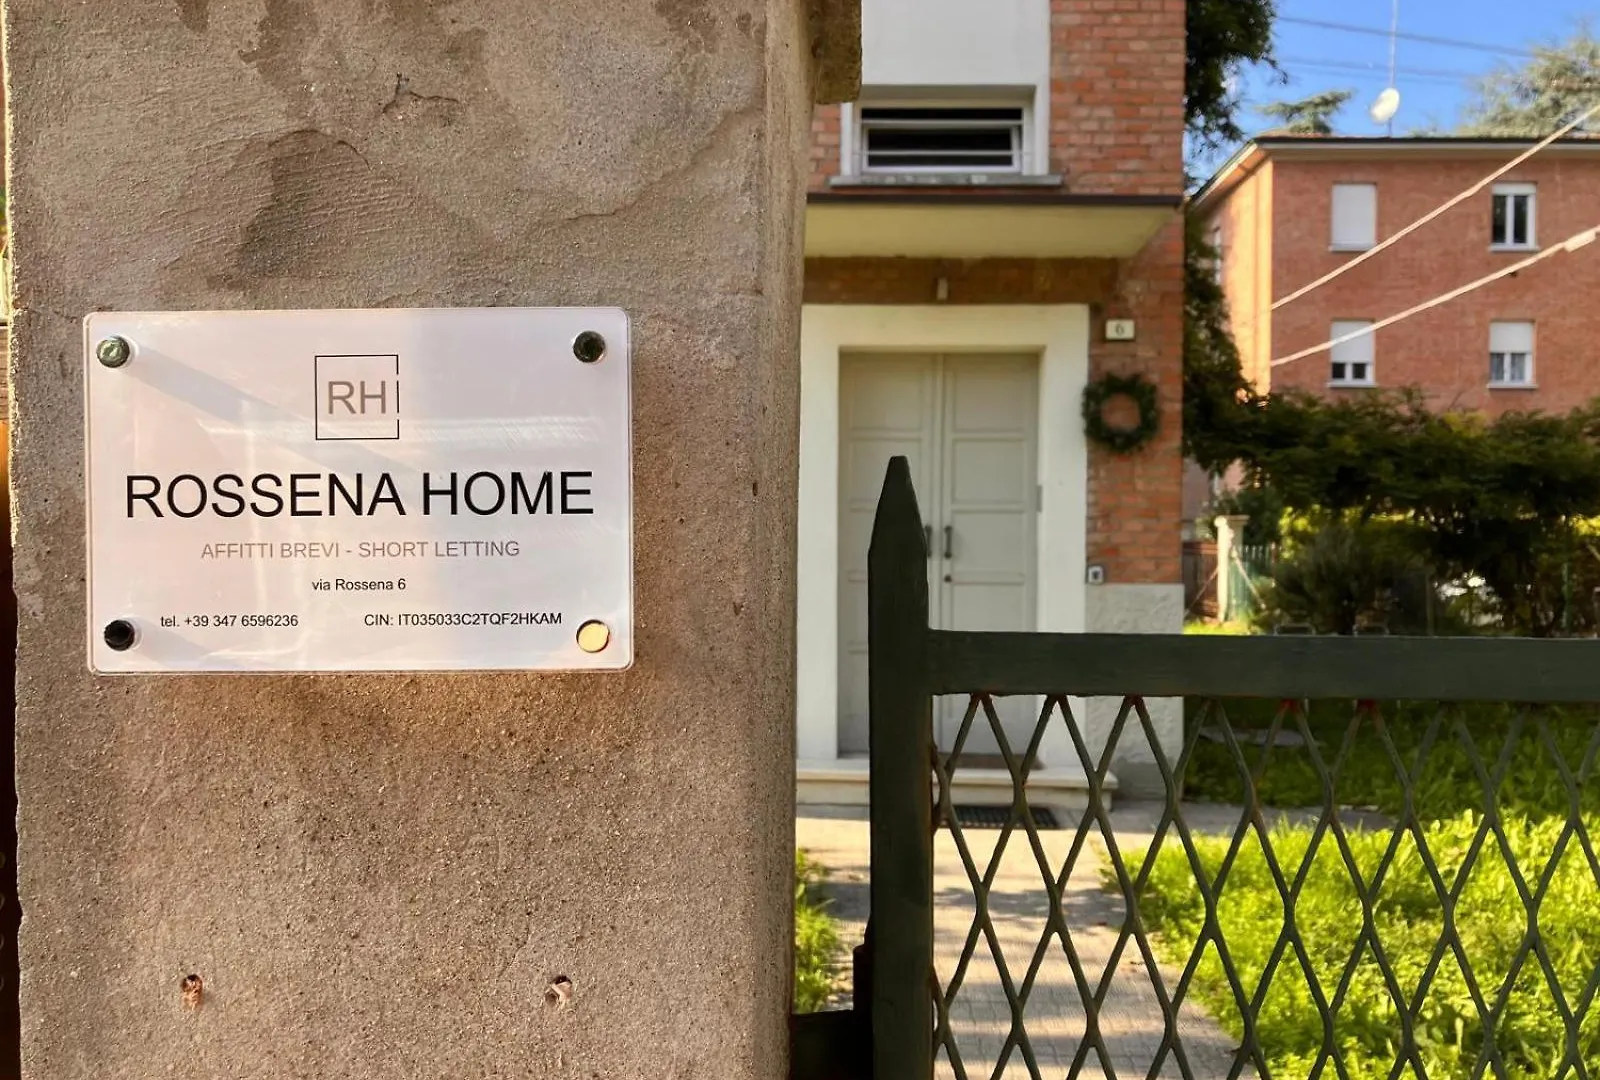 RH
ROSSENA HOME
AFFITTI BREVI - SHORT LETTING
via Rossena 6
tel. +39 347 6596236 CIN: IT035033C2TQF2HKAM
6